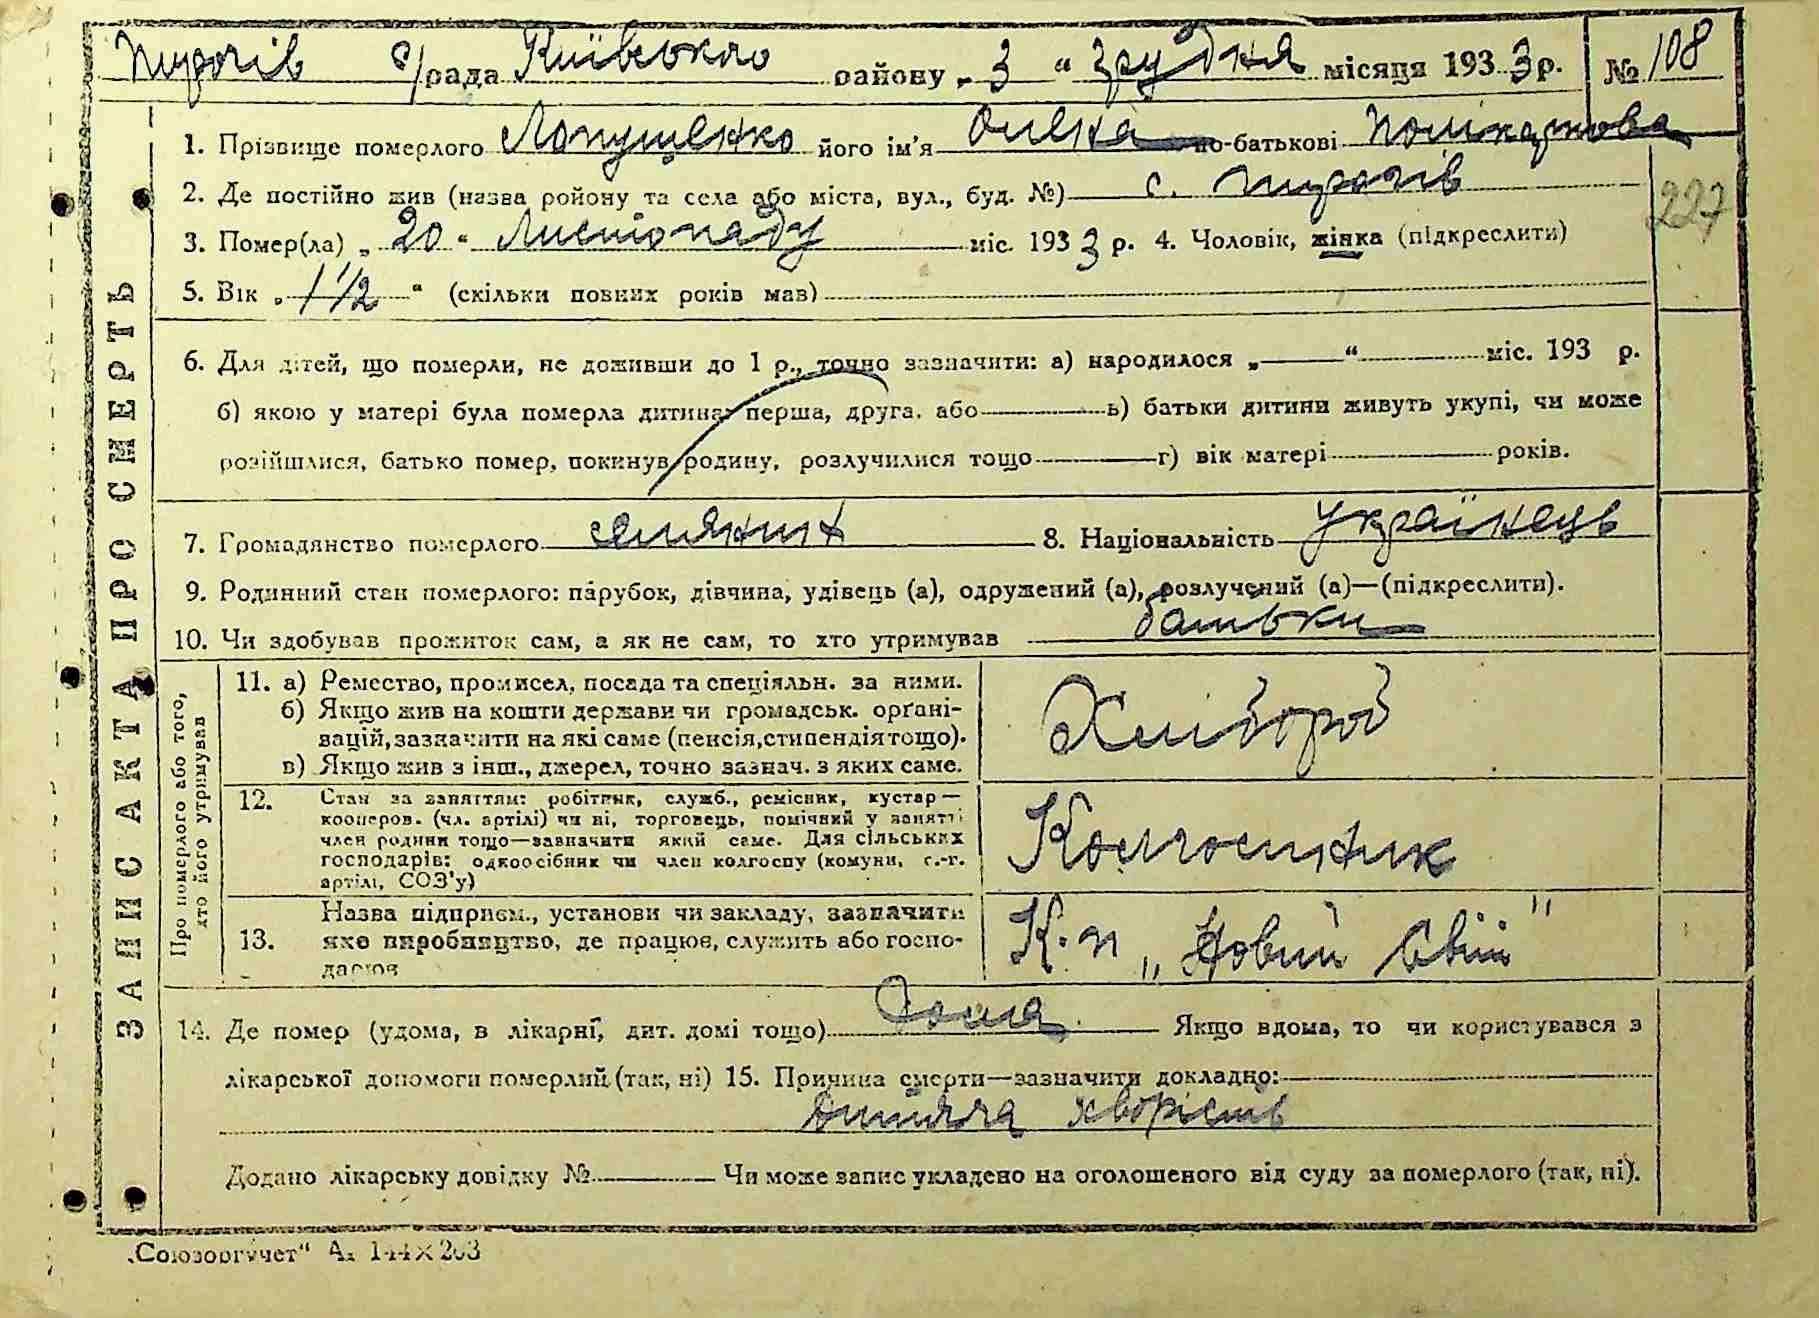 Пирогів с/рада Київського району „3“ Грудня місяця 1933 р. № 108
1. Прізвище померлого Лопущенко його ім'я Олена по-батькові Полікарпова
2. Де постійно жив (назва ройону та села або міста, вул., буд. №) с. Пирогів
227
3. Помер(ла) „20“ Листопаду міс. 1933 р. 4. Чоловік, жінка (підкреслити)
5. Вік „1 1/2“ (скільки повних років мав)
6. Для дітей, що померли, не доживши до 1 р., точно зазначити: а) народилося „ “ міс. 193 р.
б) якою у матері була померла дитина: перша, друга, або в) батьки дитини живуть укупі, чи може
розійшлися, батько помер, покинув родину, розлучилися тощо г) вік матері років.
7. Громадянство померлого 8. Національність Українець
9. Родинний стан померлого: парубок, дівчина, удівець (а), одружений (а), розлучений (а)—(підкреслити).
10. Чи здобував прожиток сам, а як не сам, то хто утримував батьки
ЗАПИС АКТА ПРО СМЕРТЬ
Про померлого або того,
хто його утримував
11. а) Ремество, промисел, посада та спеціяльн. за ними.
б) Якщо жив на кошти держави чи громадськ. орґані-
зацій, зазначити на які саме (пенсія, стипендія тощо).
в) Якщо жив з інш., джерел, точно зазнач. з яких саме.
Хлібороб
12. Стан за заняттям: робітник, служб., ремісник, кустар—
кооперов. (чл. артілі) чи ні, торговець, помічний у занятті
член родини тощо—зазначити який саме. Для сільських
господарів: одноосібник чи член колгоспу (комуни, с.-г.
артілі, СОЗ'у)
Колгоспник
13. Назва підприєм., установи чи закладу, зазначити
яке виробництво, де працює, служить або госпо-
дарює
К.п „Новий світ"
14. Де помер (удома, в лікарні, дит. домі тощо) Дома Якщо вдома, то чи користувався з
лікарської допомоги померлий (так, ні) 15. Причина смерти—зазначити докладно:
Дитяча хворість
Додано лікарську довідку № Чи може запис укладено на оголошеного від суду за померлого (так, ні).
„Союзоргучет“ А₂ 144×203